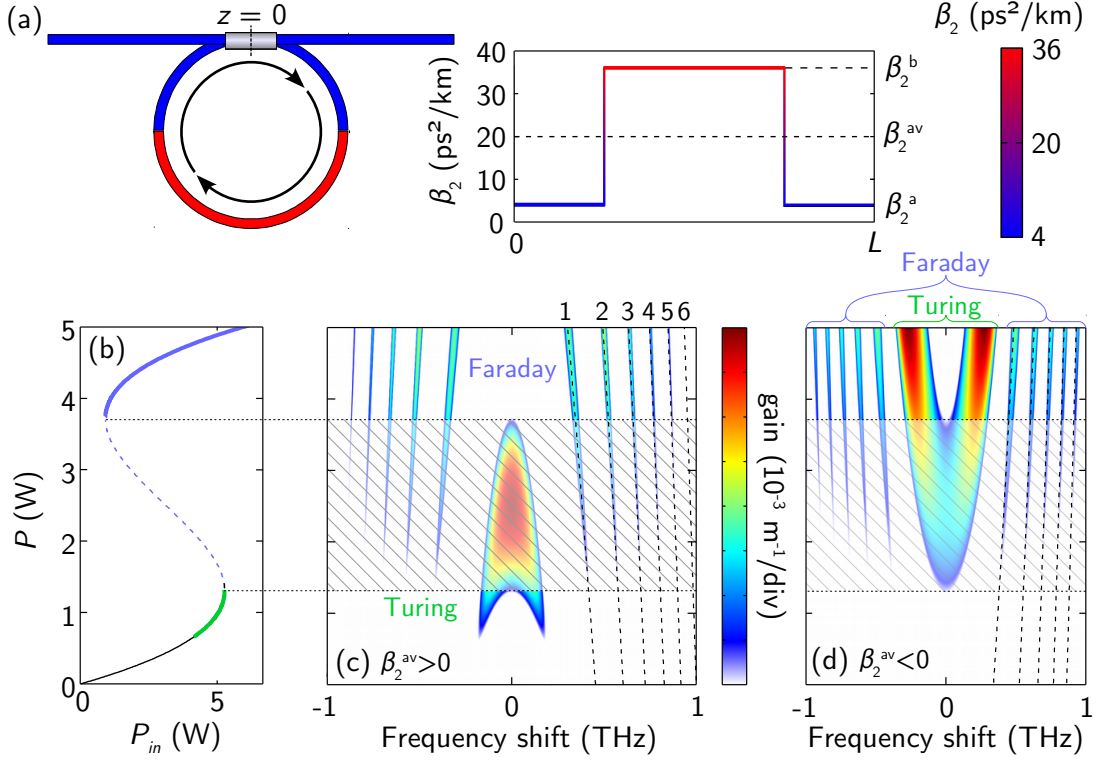 (a)
z = 0
β₂ (ps²/km)
40
30
20
10
0
0
L
β₂ᵇ
β₂ᵃᵛ
β₂ᵃ
β₂ (ps²/km)
36
20
4
(b)
5
4
3
2
1
0
P (W)
0
5
P_in (W)
1 2 3 4 5 6
Faraday
Turing
(c) β₂ᵃᵛ>0
-1
0
1
Frequency shift (THz)
gain (10⁻³ m⁻¹/div)
Faraday
Turing
(d) β₂ᵃᵛ<0
-1
0
1
Frequency shift (THz)